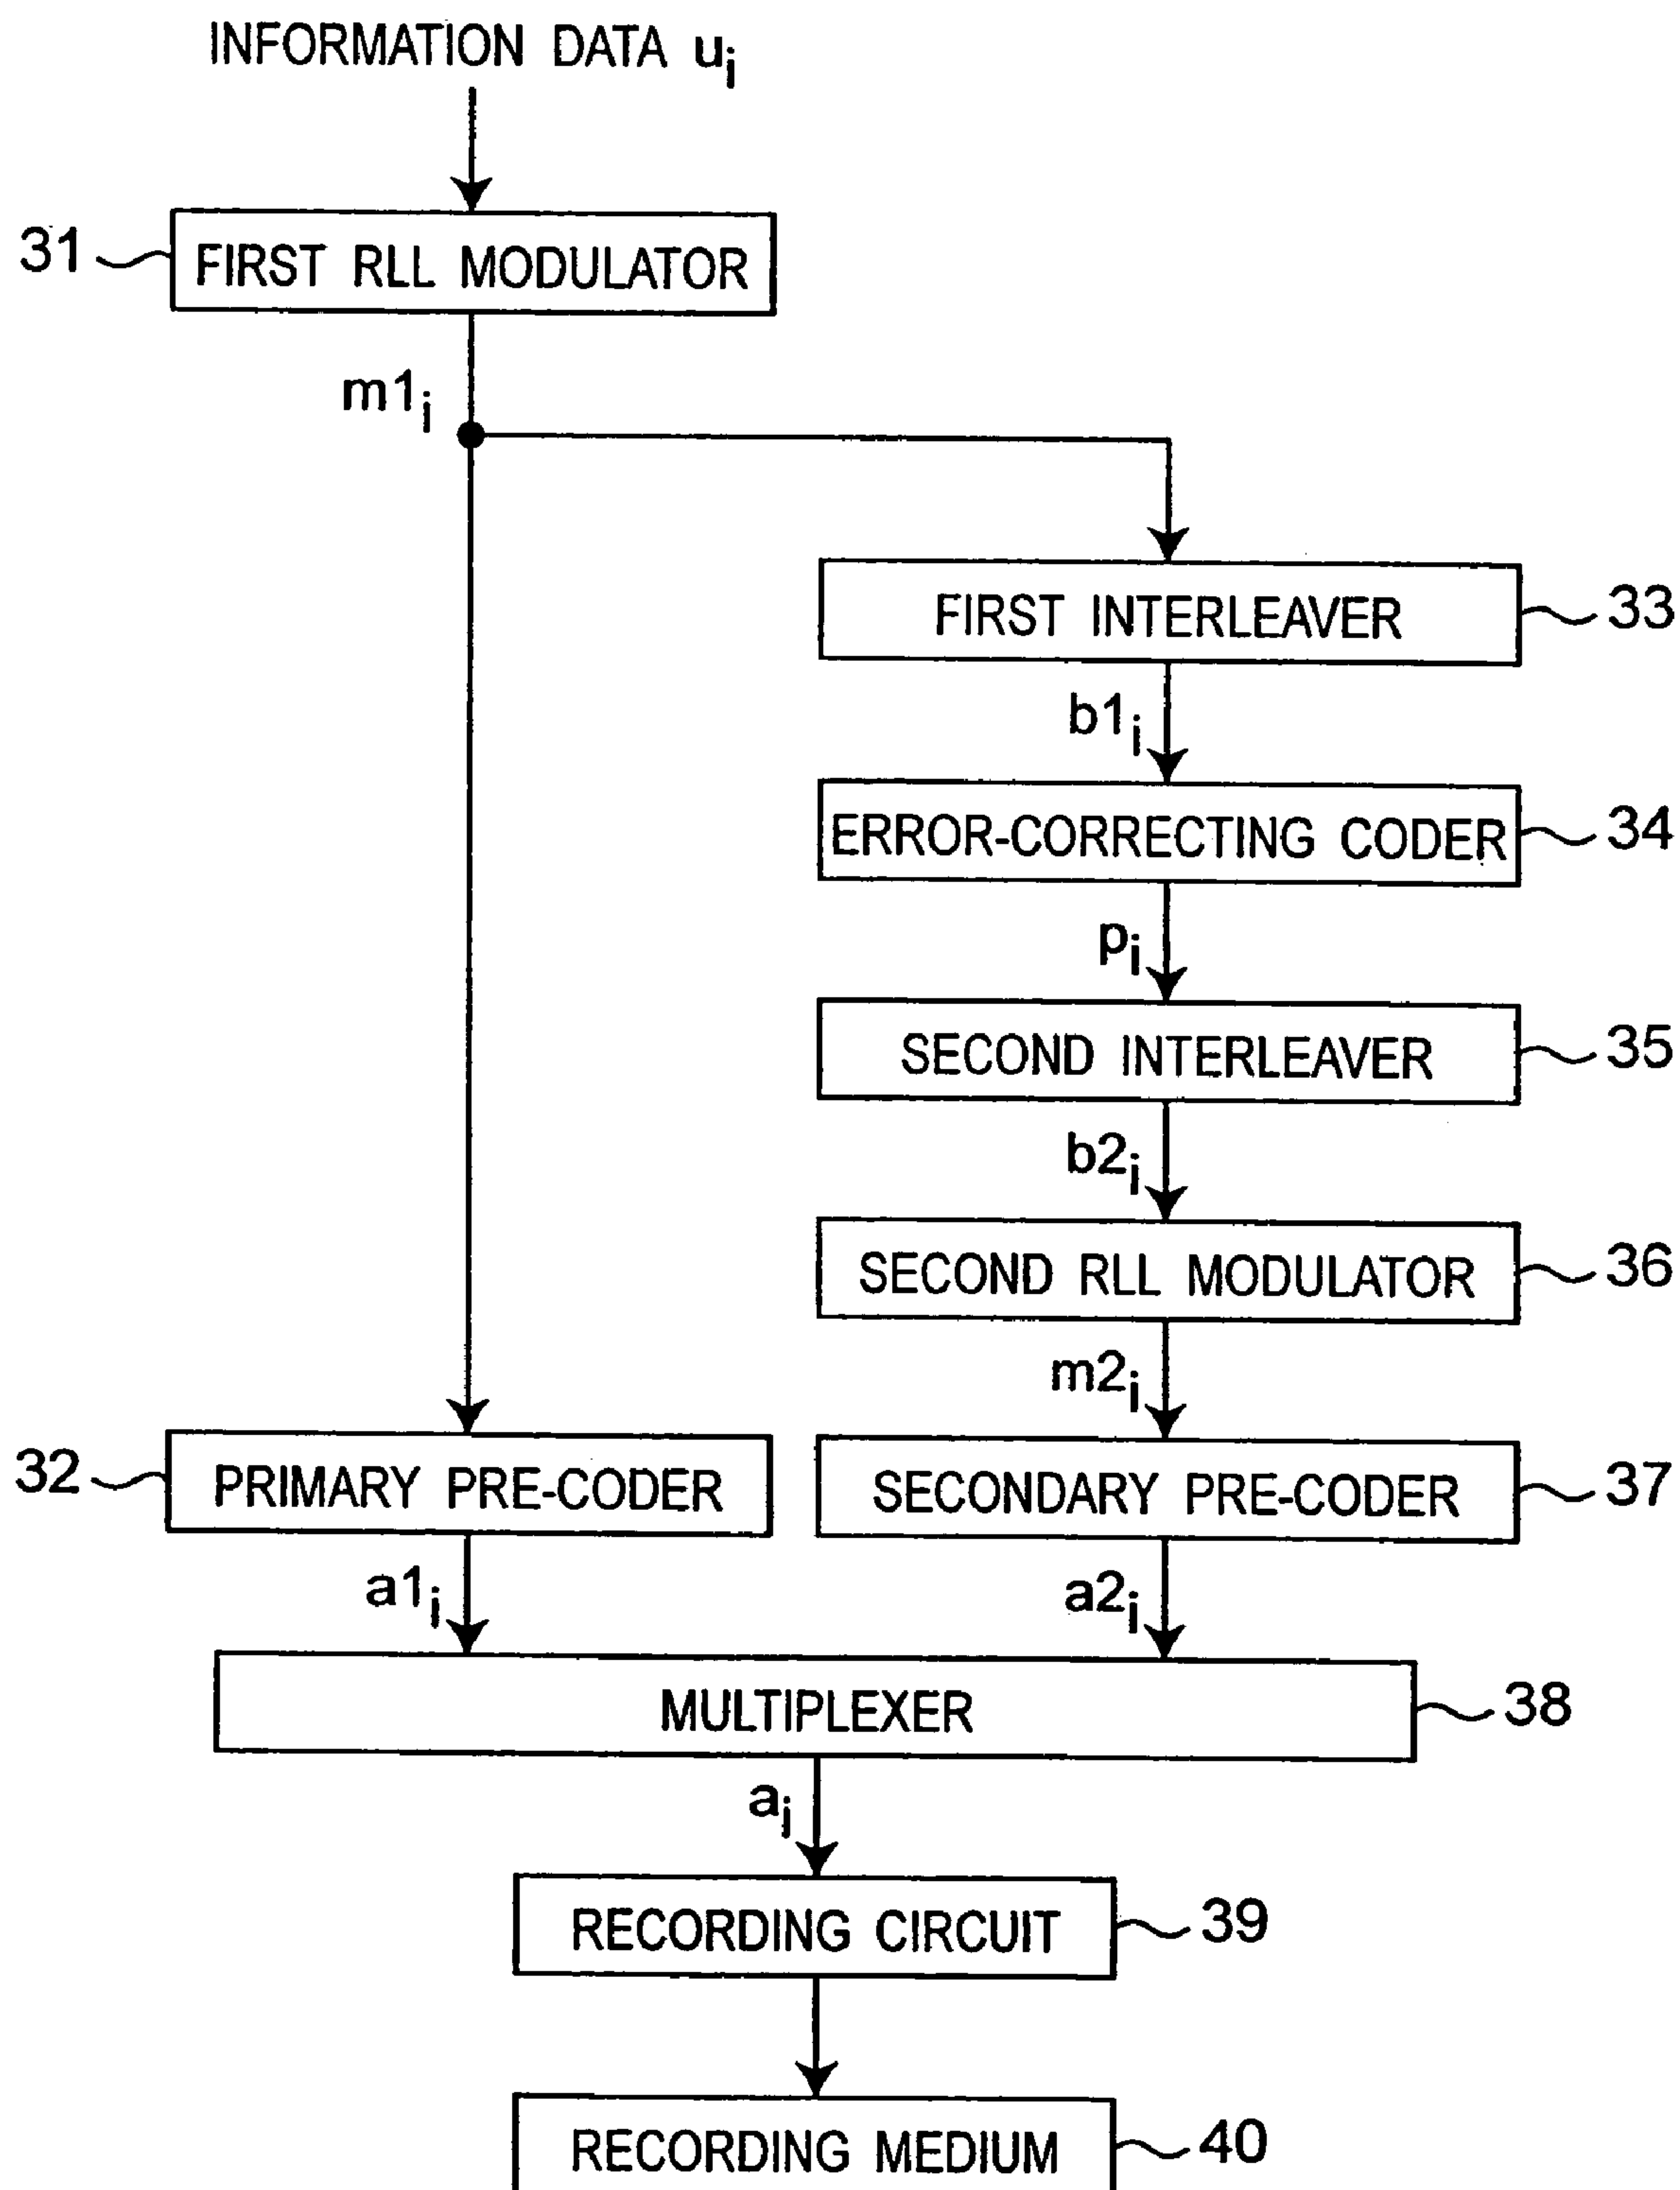 INFORMATION DATA ui
31
FIRST RLL MODULATOR
m1i
FIRST INTERLEAVER
33
b1i
ERROR-CORRECTING CODER
34
pi
SECOND INTERLEAVER
35
b2i
SECOND RLL MODULATOR
36
m2i
32
PRIMARY PRE-CODER
SECONDARY PRE-CODER
37
a1i
a2i
MULTIPLEXER
38
ai
RECORDING CIRCUIT
39
RECORDING MEDIUM
40